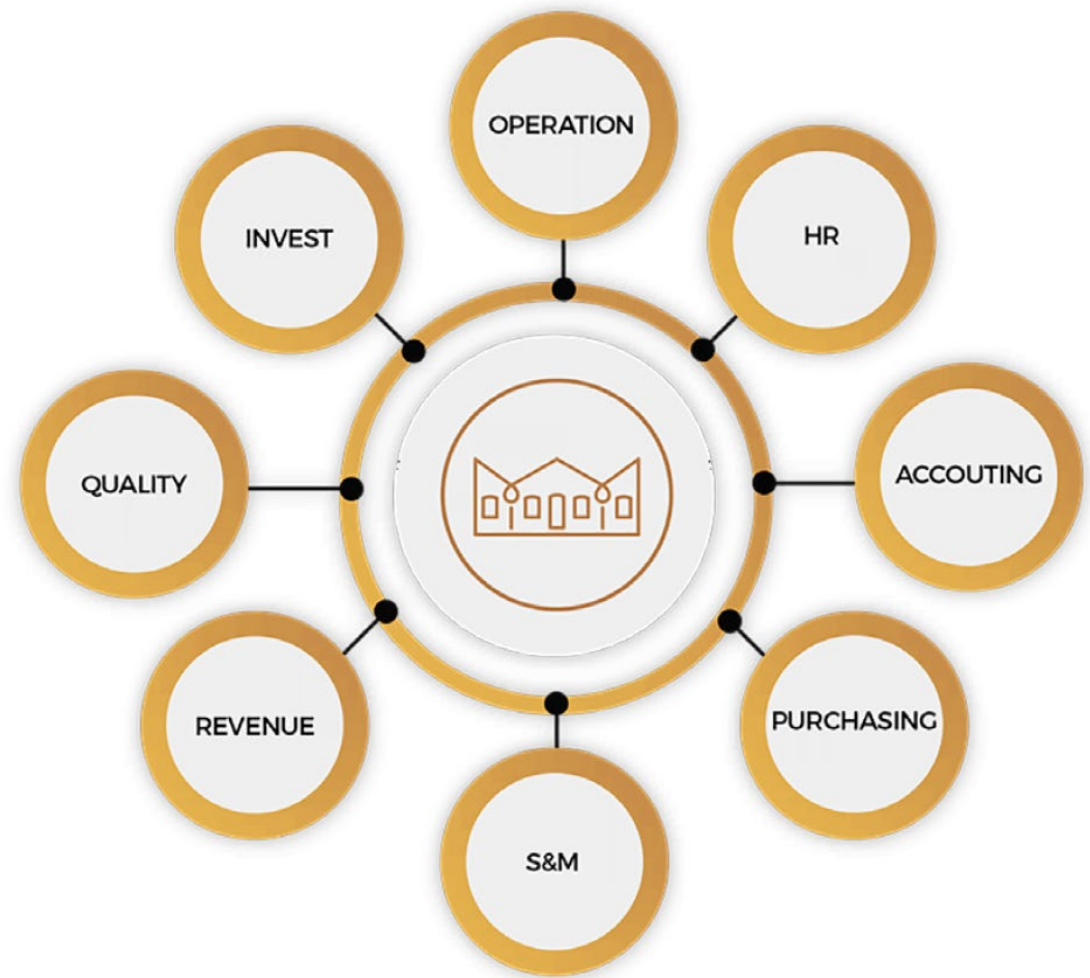 OPERATION
INVEST
HR
QUALITY
ACCOUTING
REVENUE
PURCHASING
S&M